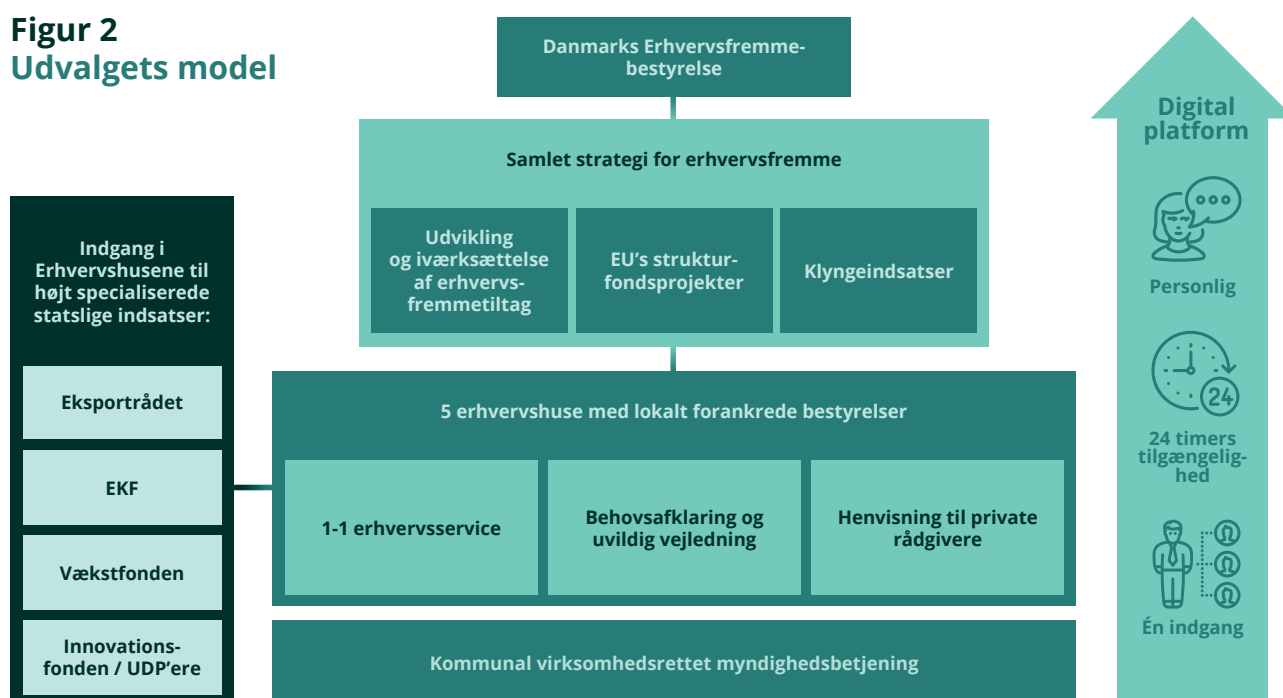 Figur 2
Udvalgets model
Danmarks Erhvervsfremme-
bestyrelse
Samlet strategi for erhvervsfremme
Udvikling
og iværksættelse
af erhvervs-
fremmetiltag
EU's struktur-
fondsprojekter
Klyngeindsatser
Indgang i
Erhvervshusene til
højt specialiserede
statslige indsatser:
Eksportrådet
EKF
Vækstfonden
Innovations-
fonden / UDP'ere
5 erhvervshuse med lokalt forankrede bestyrelser
1-1 erhvervsservice
Behovsafklaring og
uvildig vejledning
Henvisning til private
rådgivere
Kommunal virksomhedsrettet myndighedsbetjening
Digital
platform
Personlig
24
24 timers
tilgængelig-
hed
Én indgang